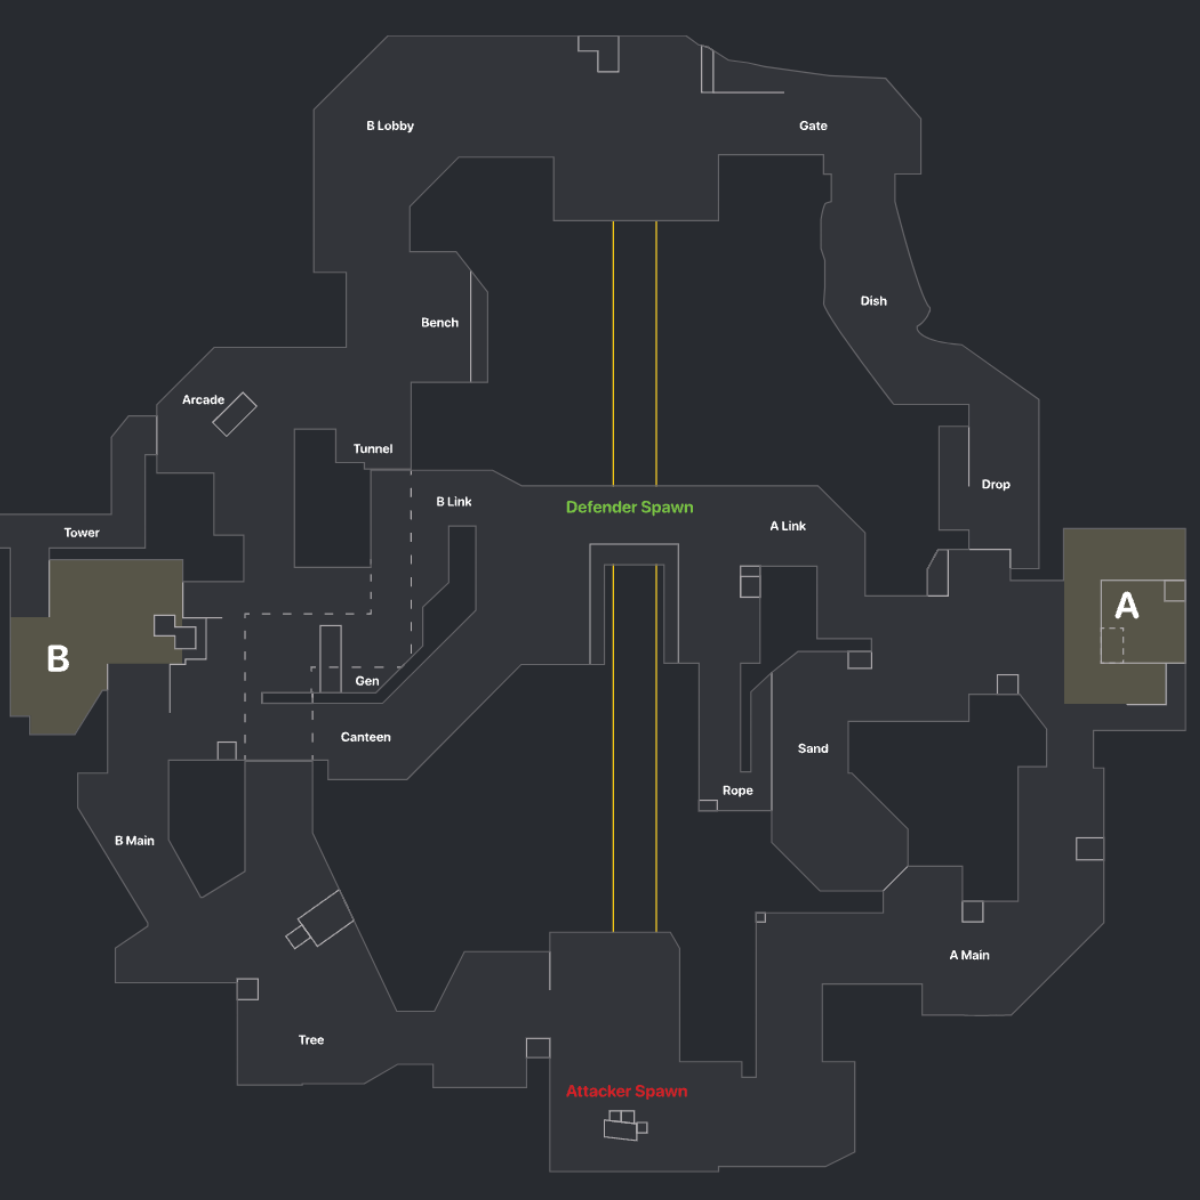 B Lobby
Gate
Dish
Bench
Arcade
Tunnel
Drop
B Link
Defender Spawn
A Link
Tower
A
B
Gen
Canteen
Sand
Rope
B Main
A Main
Tree
Attacker Spawn